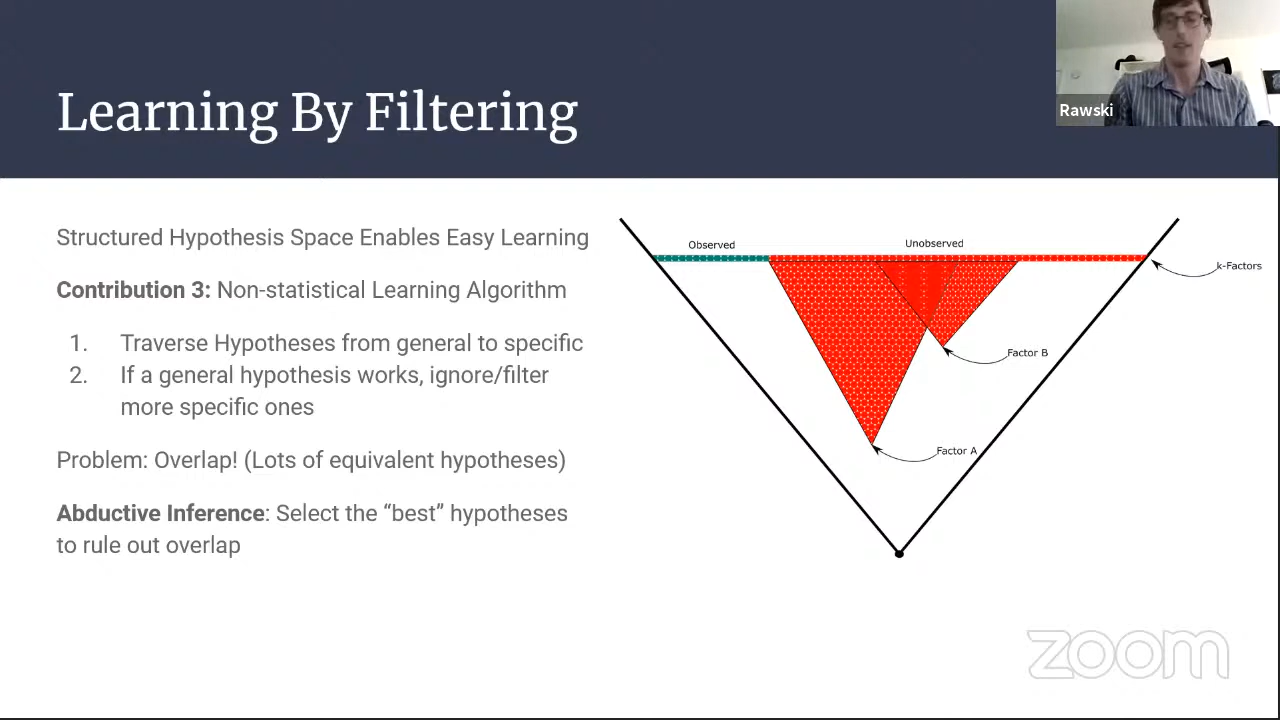 Learning By Filtering
Rawski
Structured Hypothesis Space Enables Easy Learning
Contribution 3: Non-statistical Learning Algorithm
1. Traverse Hypotheses from general to specific
2. If a general hypothesis works, ignore/filter
more specific ones
Problem: Overlap! (Lots of equivalent hypotheses)
Abductive Inference: Select the “best” hypotheses
to rule out overlap
Observed
Unobserved
k-Factors
Factor B
Factor A
zoom